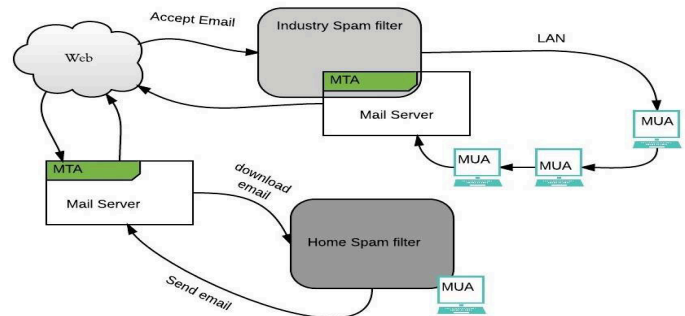 Accept Email
Industry Spam filter
LAN
Web
MTA
Mail Server
MUA
MUA
MUA
MTA
Mail Server
download
email
Home Spam filter
Send email
MUA